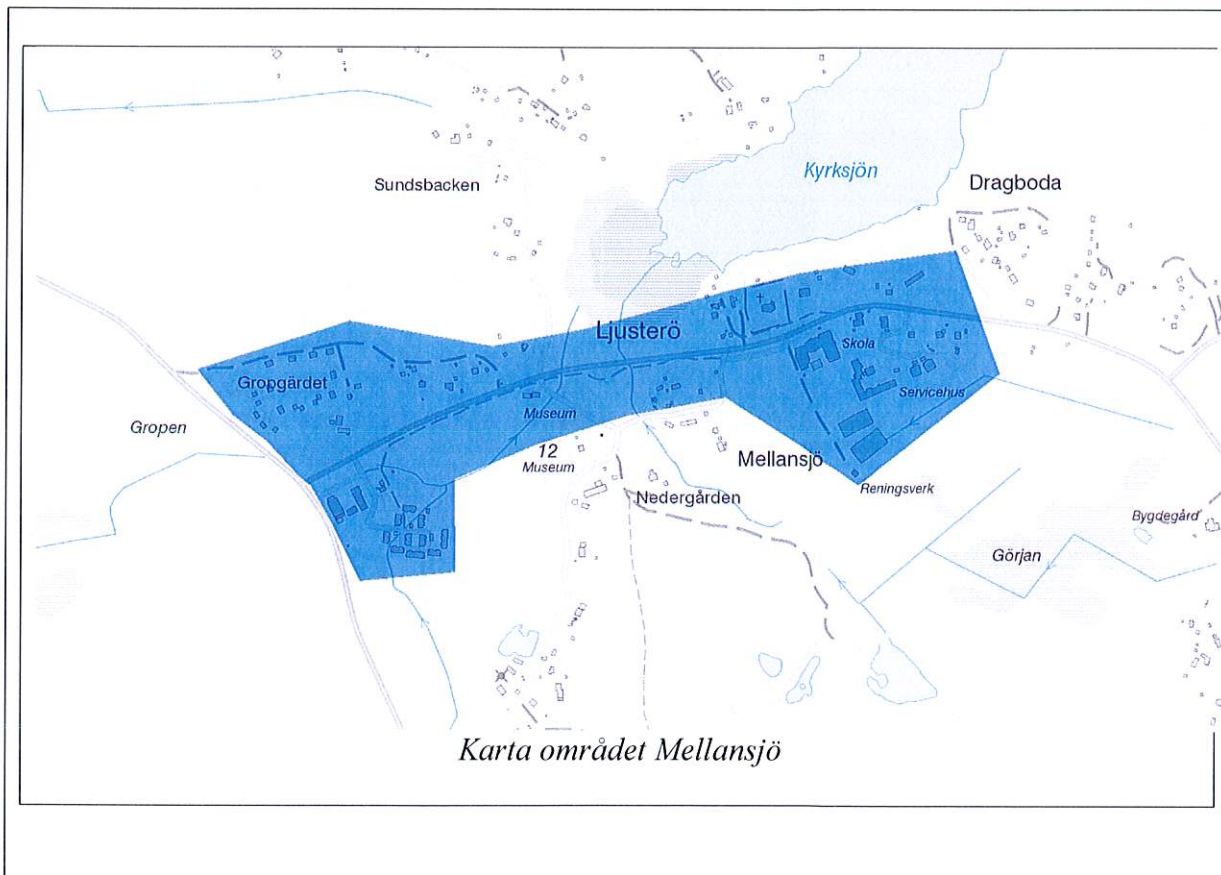 Kyrksjön
Sundsbacken
Dragboda
Ljusterö
Skola
Gropgärdet
Servicehus
Museum
Gropen
12
Museum
Mellansjö
Reningsverk
Nedergården
Bygdegård
Görjan
Karta området Mellansjö